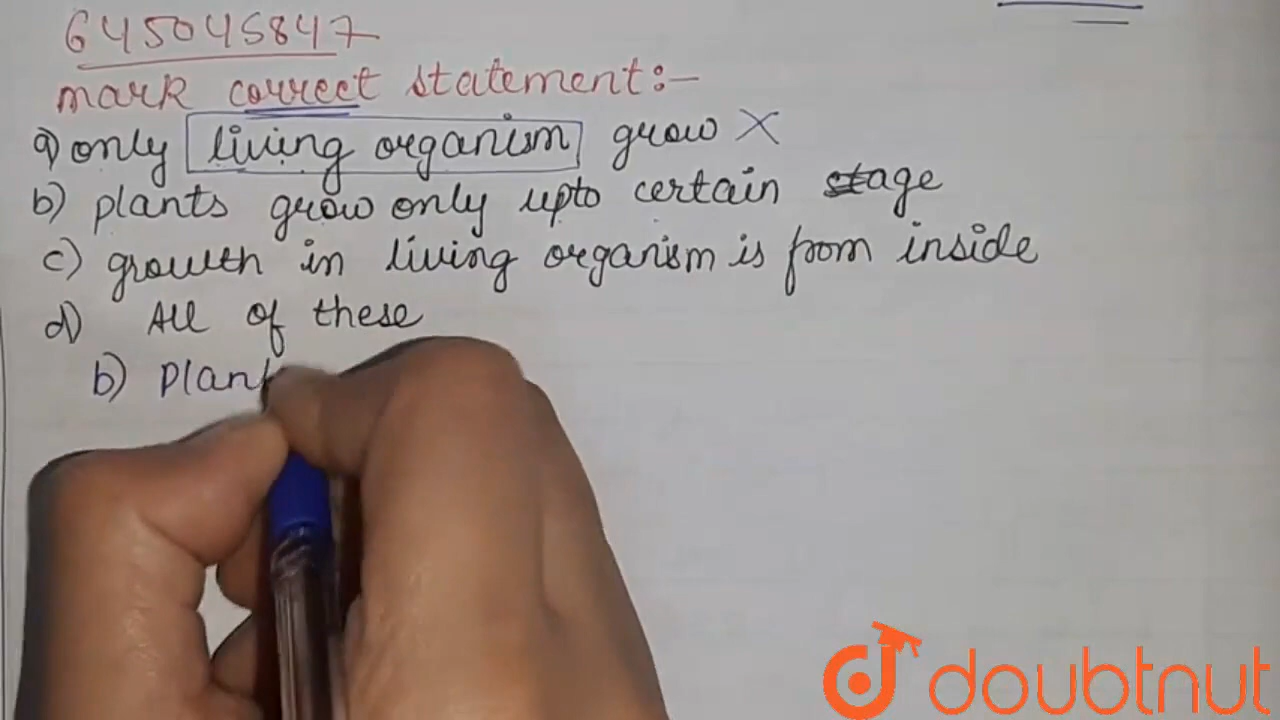 645045847
mark correct statement:-
a) only living organism grow X
b) plants grow only upto certain stage
c) growth in living organism is from inside
d) All of these
b) Plant
doubtnut